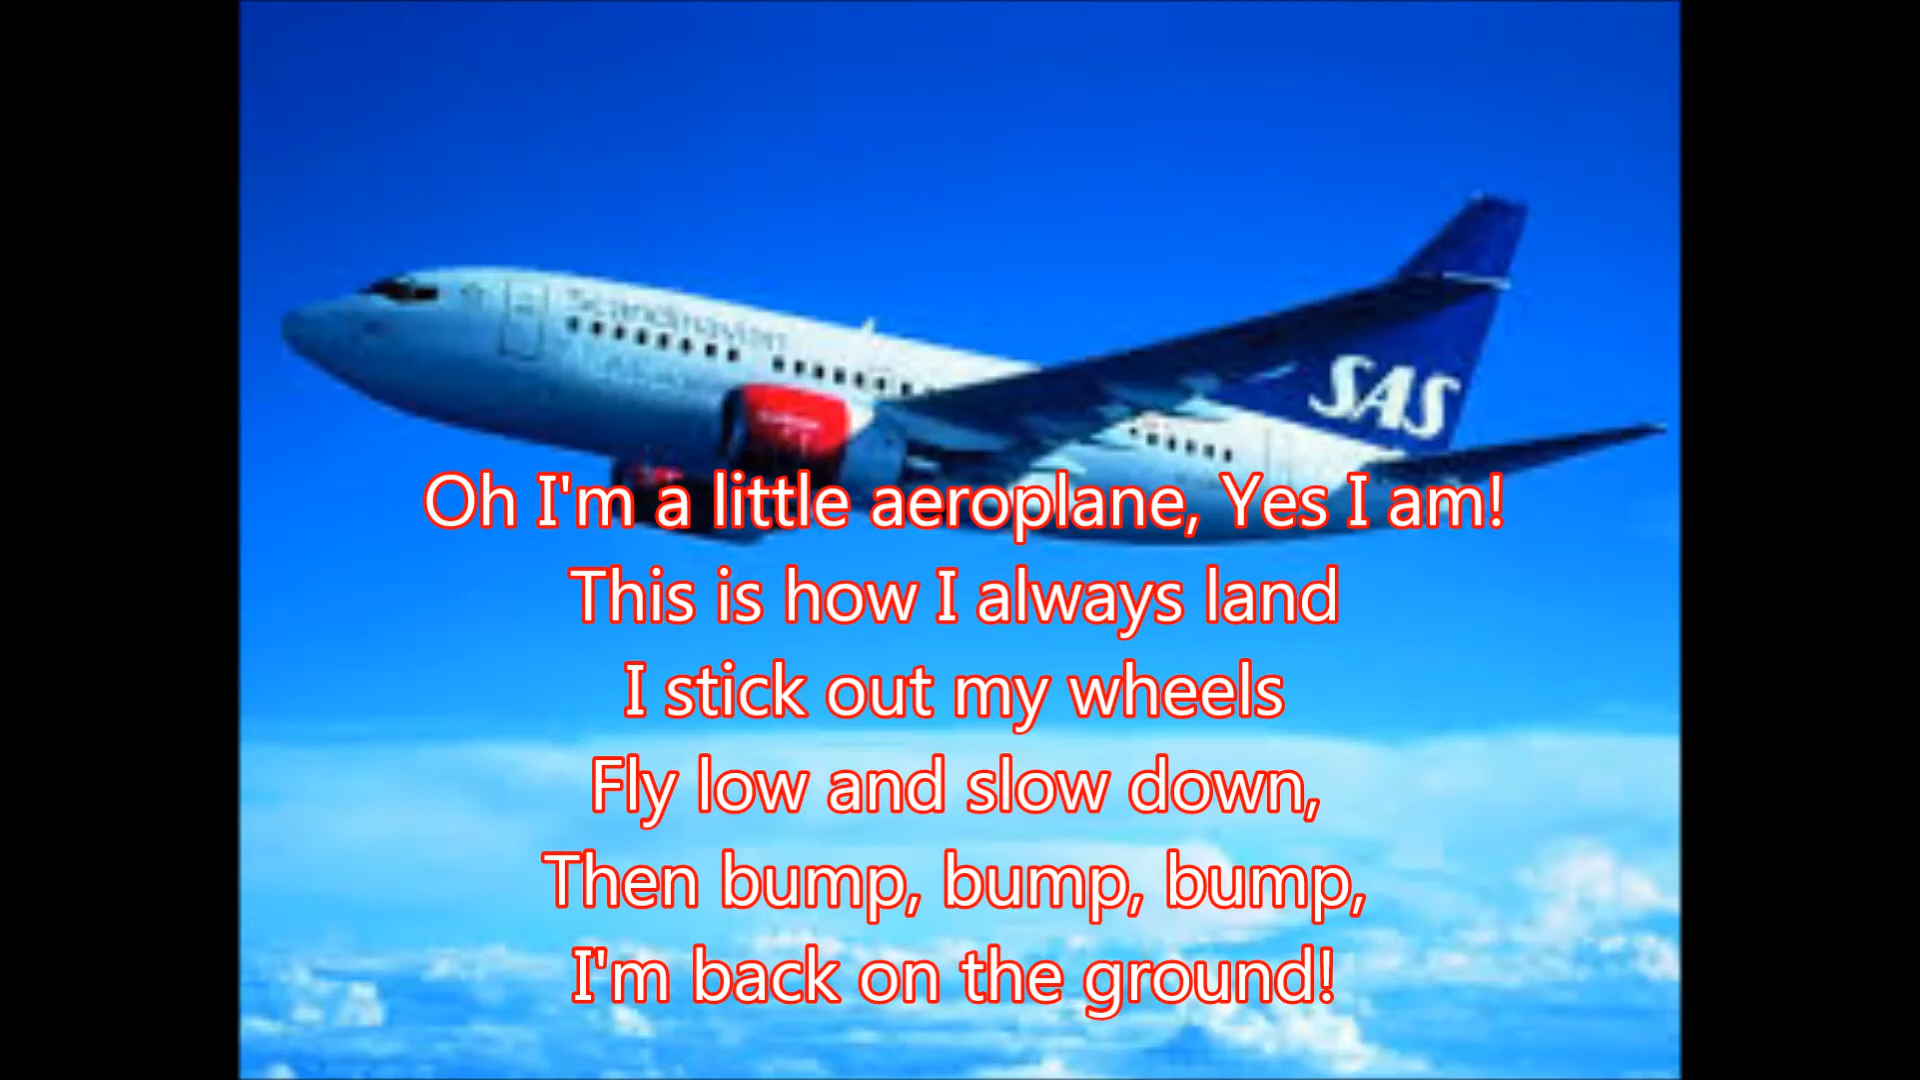 Scandinavian
SAS
Oh I'm a little aeroplane, Yes I am!
This is how I always land
I stick out my wheels
Fly low and slow down,
Then bump, bump, bump,
I'm back on the ground!